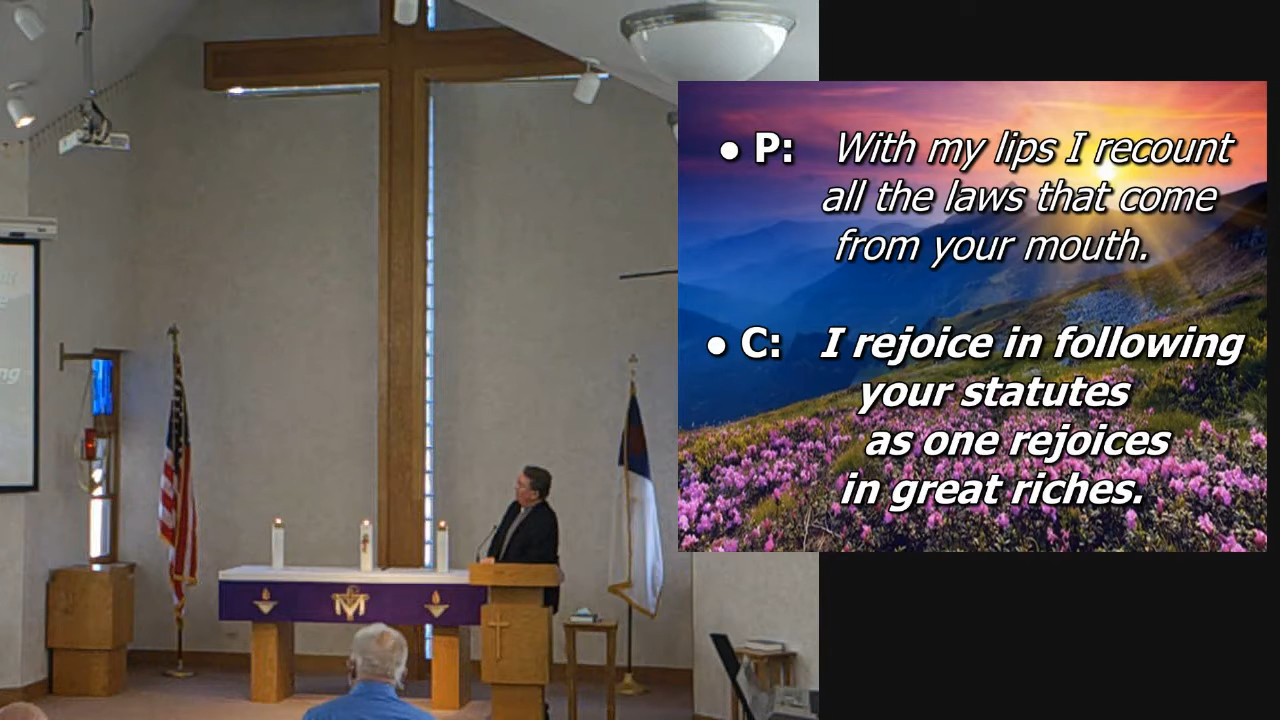 ● P: With my lips I recount
all the laws that come
from your mouth.
● C: I rejoice in following
your statutes
as one rejoices
in great riches.